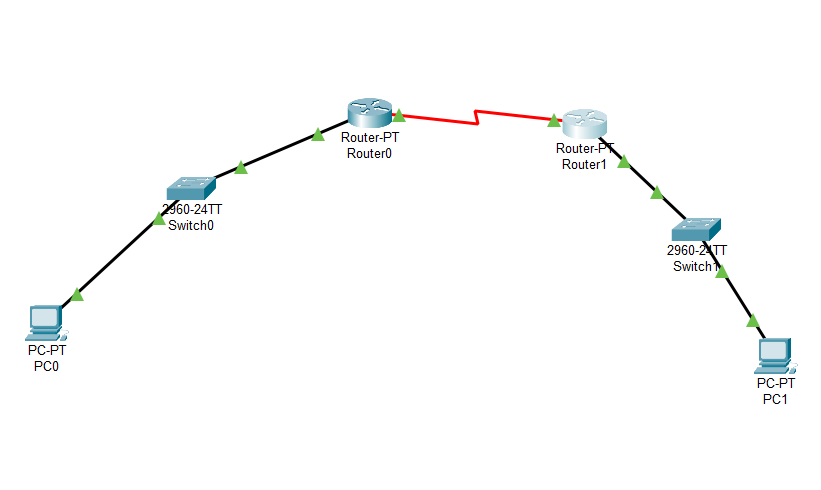 Router-PT
Router0
Router-PT
Router1
2960-24TT
Switch0
2960-24TT
Switch1
PC-PT
PC0
PC-PT
PC1